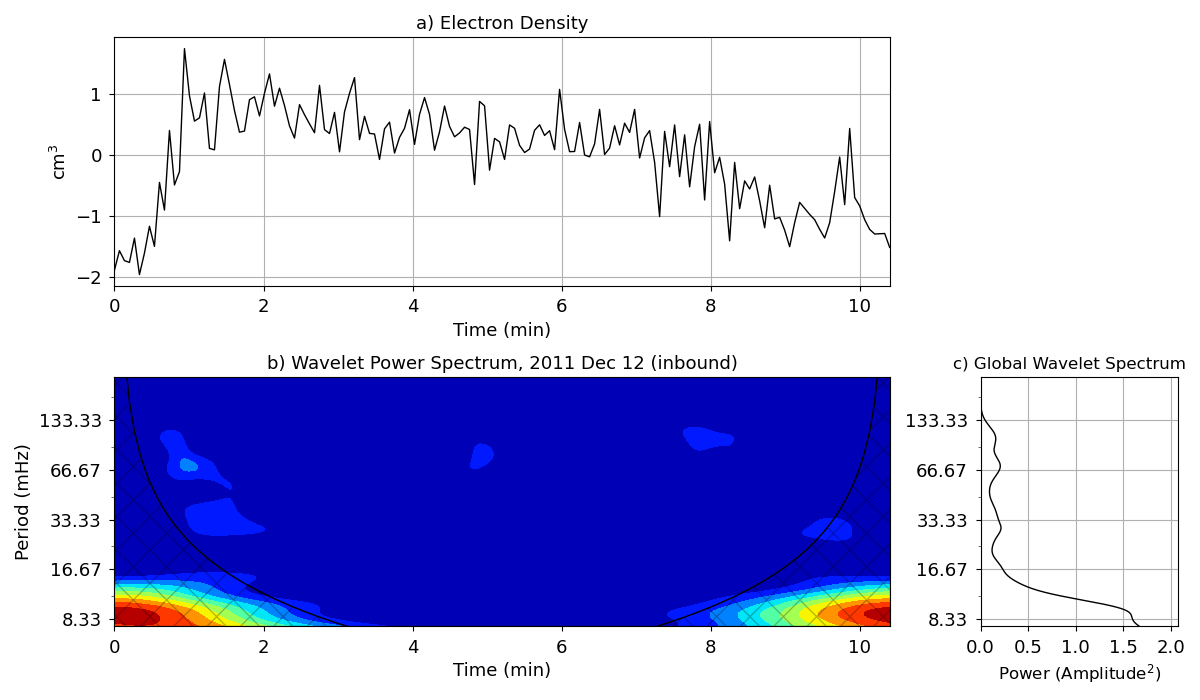 a) Electron Density
1
0
−1
−2
cm³
0 2 4 6 8 10
Time (min)
b) Wavelet Power Spectrum, 2011 Dec 12 (inbound)
133.33
66.67
33.33
16.67
8.33
Period (mHz)
0 2 4 6 8 10
Time (min)
c) Global Wavelet Spectrum
133.33
66.67
33.33
16.67
8.33
0.0 0.5 1.0 1.5 2.0
Power (Amplitude²)